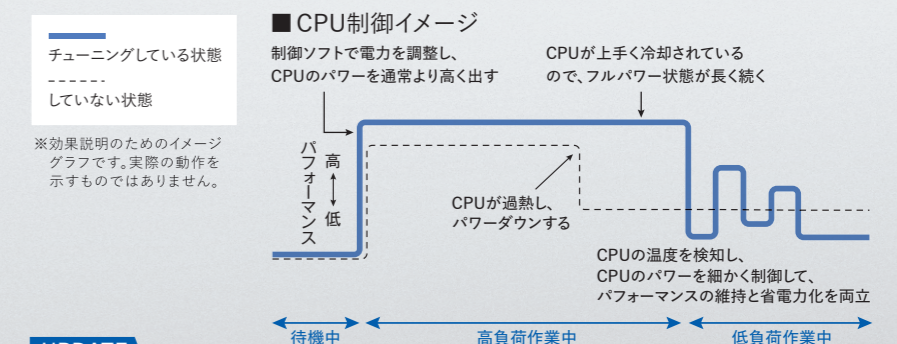 チューニングしている状態
していない状態
※効果説明のためのイメージ
グラフです。実際の動作を
示すものではありません。
■CPU制御イメージ
制御ソフトで電力を調整し、
CPUのパワーを通常より高く出す
CPUが上手く冷却されている
ので、フルパワー状態が長く続く
パフォーマンス
高
低
CPUが過熱し、
パワーダウンする
CPUの温度を検知し、
CPUのパワーを細かく制御して、
パフォーマンスの維持と省電力化を両立
待機中
高負荷作業中
低負荷作業中
UPDATE